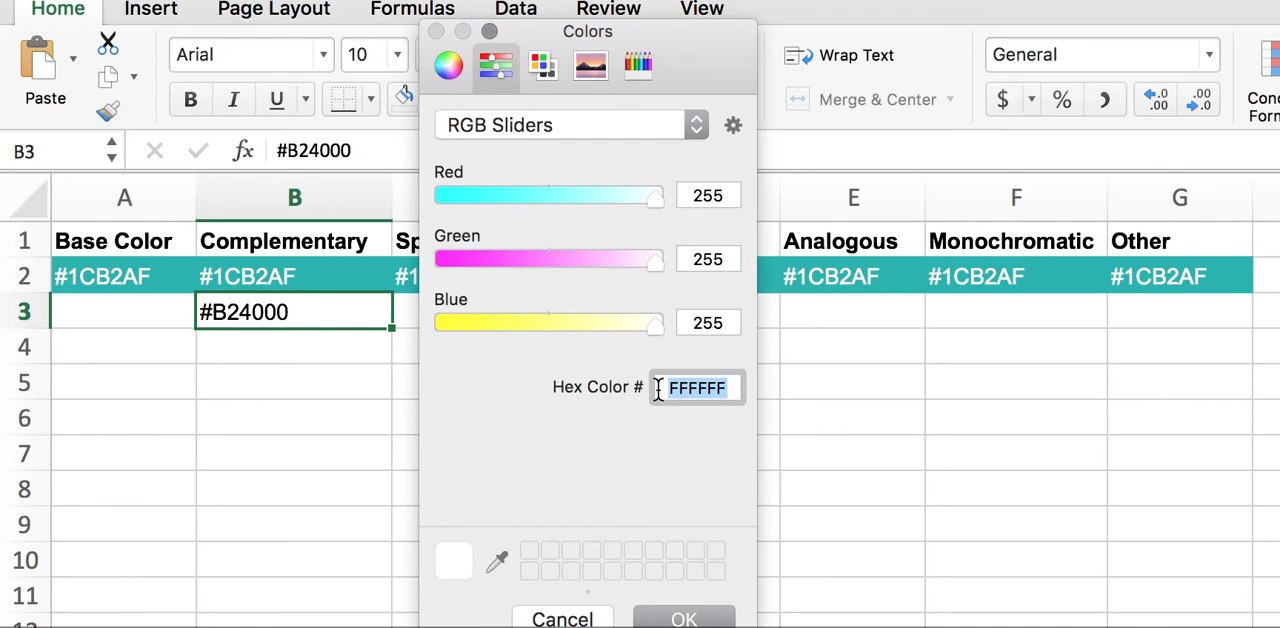 Home Insert Page Layout Formulas Data Review View
Colors
Arial 10 Wrap Text General
Paste B I U Merge & Center $ % .0 .00 .00 .0
RGB Sliders
B3 fx #B24000
Red
255
A B E F G
Green
255
1 Base Color Complementary Sp Analogous Monochromatic Other
2 #1CB2AF #1CB2AF #1 #1CB2AF #1CB2AF #1CB2AF
Blue
255
3 #B24000
4
5 Hex Color # FFFFFF
6
7
8
9
10
11
Cancel OK